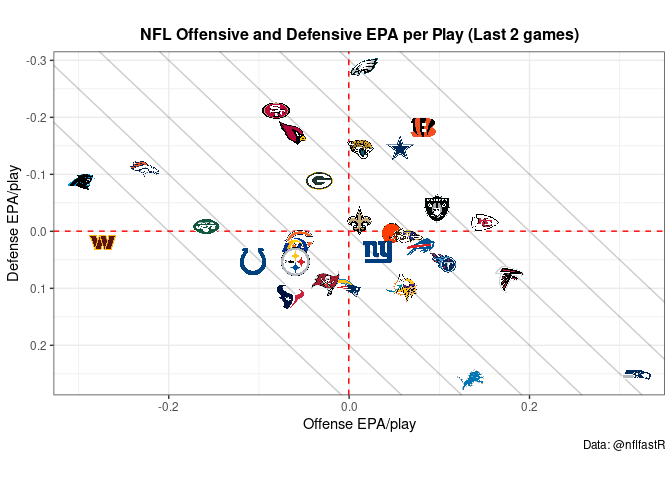 NFL Offensive and Defensive EPA per Play (Last 2 games)
-0.3
-0.2
-0.1
0.0
0.1
0.2
Defense EPA/play
-0.2
0.0
0.2
Offense EPA/play
Data: @nflfastR